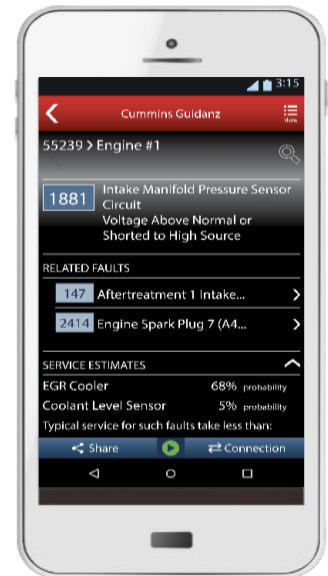 3:15
Cummins Guidanz
Menu
55239 > Engine #1
1881
Intake Manifold Pressure Sensor
Circuit
Voltage Above Normal or
Shorted to High Source
RELATED FAULTS
147 Aftertreatment 1 Intake...
2414 Engine Spark Plug 7 (A4...
SERVICE ESTIMATES
EGR Cooler 68% probability
Coolant Level Sensor 5% probability
Typical service for such faults take less than:
Share Connection